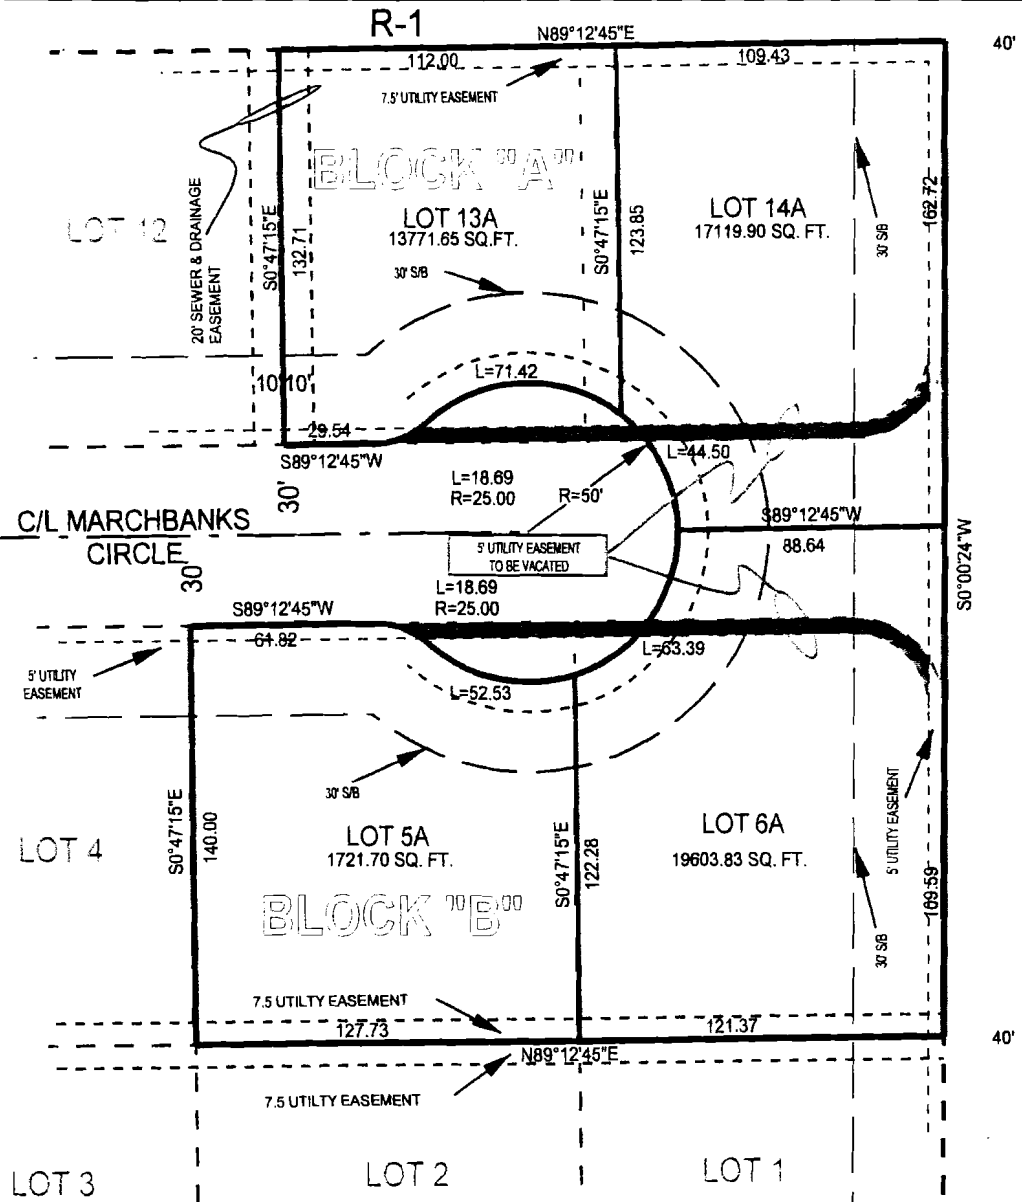 R-1
N89°12'45"E
40'
112.00
109.43
7.5' UTILITY EASEMENT
BLOCK "A"
LOT 12
20' SEWER & DRAINAGE
EASEMENT
S0°47'15"E
132.71
LOT 13A
13771.65 SQ.FT.
S0°47'15"E
123.85
LOT 14A
17119.90 SQ. FT.
162.72
30' S/B
30' S/B
10'10'
L=71.42
29.54
S89°12'45"W
L=44.50
30'
L=18.69
R=25.00
R=50'
C/L MARCHBANKS
CIRCLE
S89°12'45"W
88.64
5' UTILITY EASEMENT
TO BE VACATED
S0°00'24"W
30'
L=18.69
R=25.00
S89°12'45"W
61.82
L=63.39
5' UTILITY
EASEMENT
L=52.53
30' S/B
5' UTILITY EASEMENT
LOT 4
S0°47'15"E
140.00
LOT 5A
1721.70 SQ. FT.
S0°47'15"E
122.28
LOT 6A
19603.83 SQ. FT.
169.59
BLOCK "B"
30' S/B
7.5 UTILTY EASEMENT
127.73
121.37
N89°12'45"E
40'
7.5 UTILTY EASEMENT
LOT 3
LOT 2
LOT 1